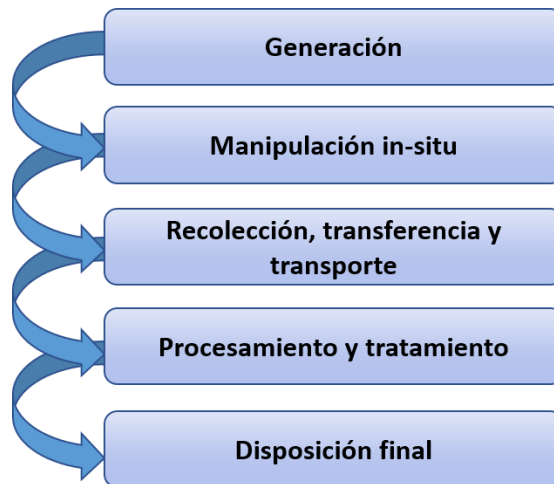 Generación
Manipulación in-situ
Recolección, transferencia y
transporte
Procesamiento y tratamiento
Disposición final